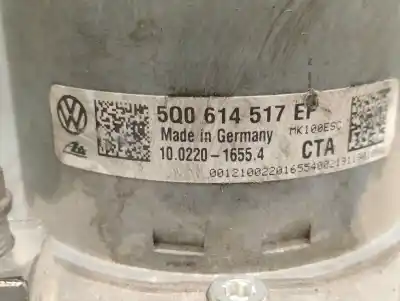 5Q0 614 517 EF
Made in Germany
MK100ESC
10.0220-1655.4
CTA